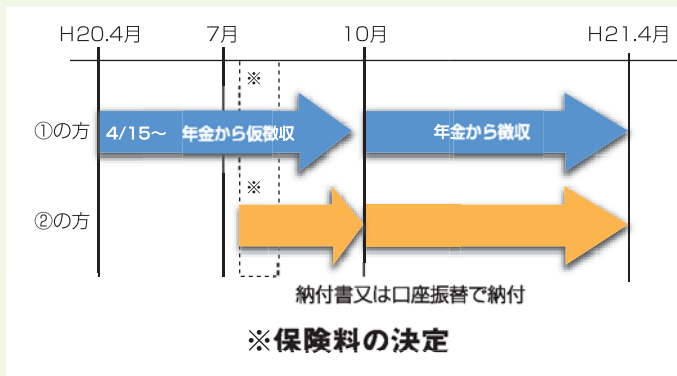 H20.4月 7月 10月 H21.4月
※
①の方 4/15～ 年金から仮徴収 年金から徴収
※
②の方
納付書又は口座振替で納付
※保険料の決定